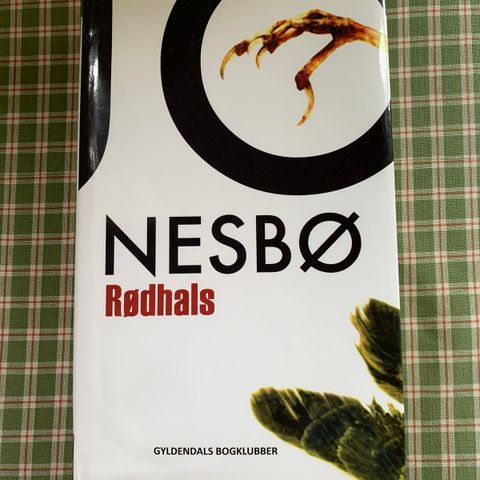 JO
NESBØ
Rødhals
GYLDENDALS BOGKLUBBER